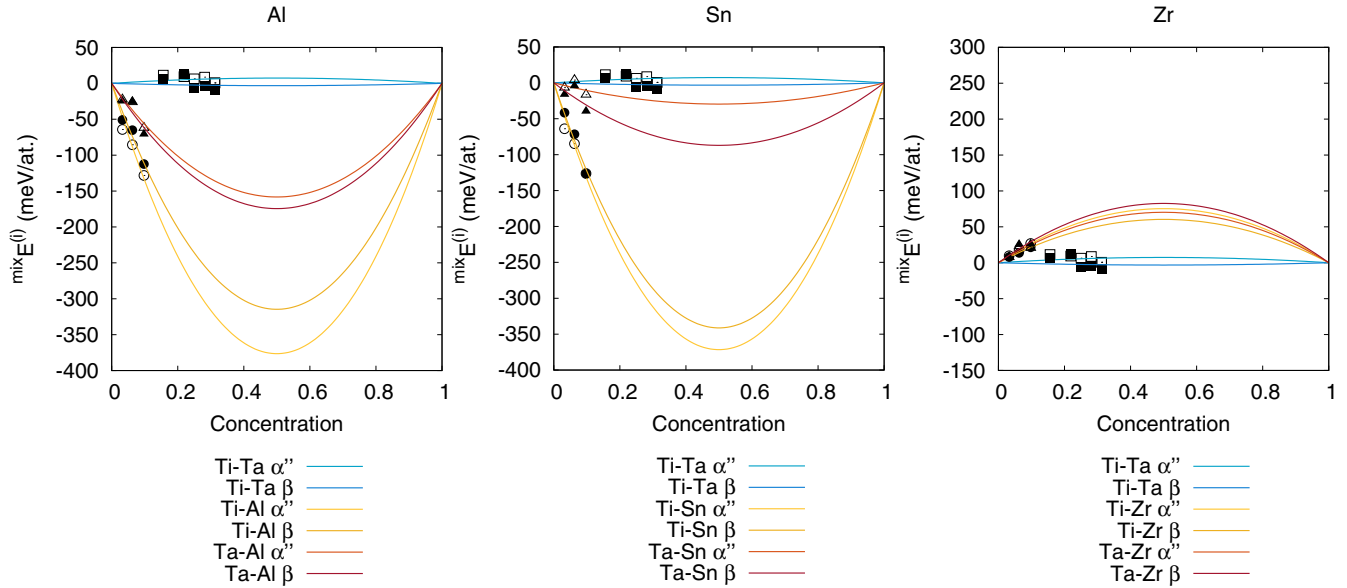 Al
50
0
-50
-100
-150
-200
-250
-300
-350
-400
mixE(i) (meV/at.)
0 0.2 0.4 0.6 0.8 1
Concentration
Ti-Ta α’’
Ti-Ta β
Ti-Al α’’
Ti-Al β
Ta-Al α’’
Ta-Al β
Sn
50
0
-50
-100
-150
-200
-250
-300
-350
-400
mixE(i) (meV/at.)
0 0.2 0.4 0.6 0.8 1
Concentration
Ti-Ta α’’
Ti-Ta β
Ti-Sn α’’
Ti-Sn β
Ta-Sn α’’
Ta-Sn β
Zr
300
250
200
150
100
50
0
-50
-100
-150
mixE(i) (meV/at.)
0 0.2 0.4 0.6 0.8 1
Concentration
Ti-Ta α’’
Ti-Ta β
Ti-Zr α’’
Ti-Zr β
Ta-Zr α’’
Ta-Zr β